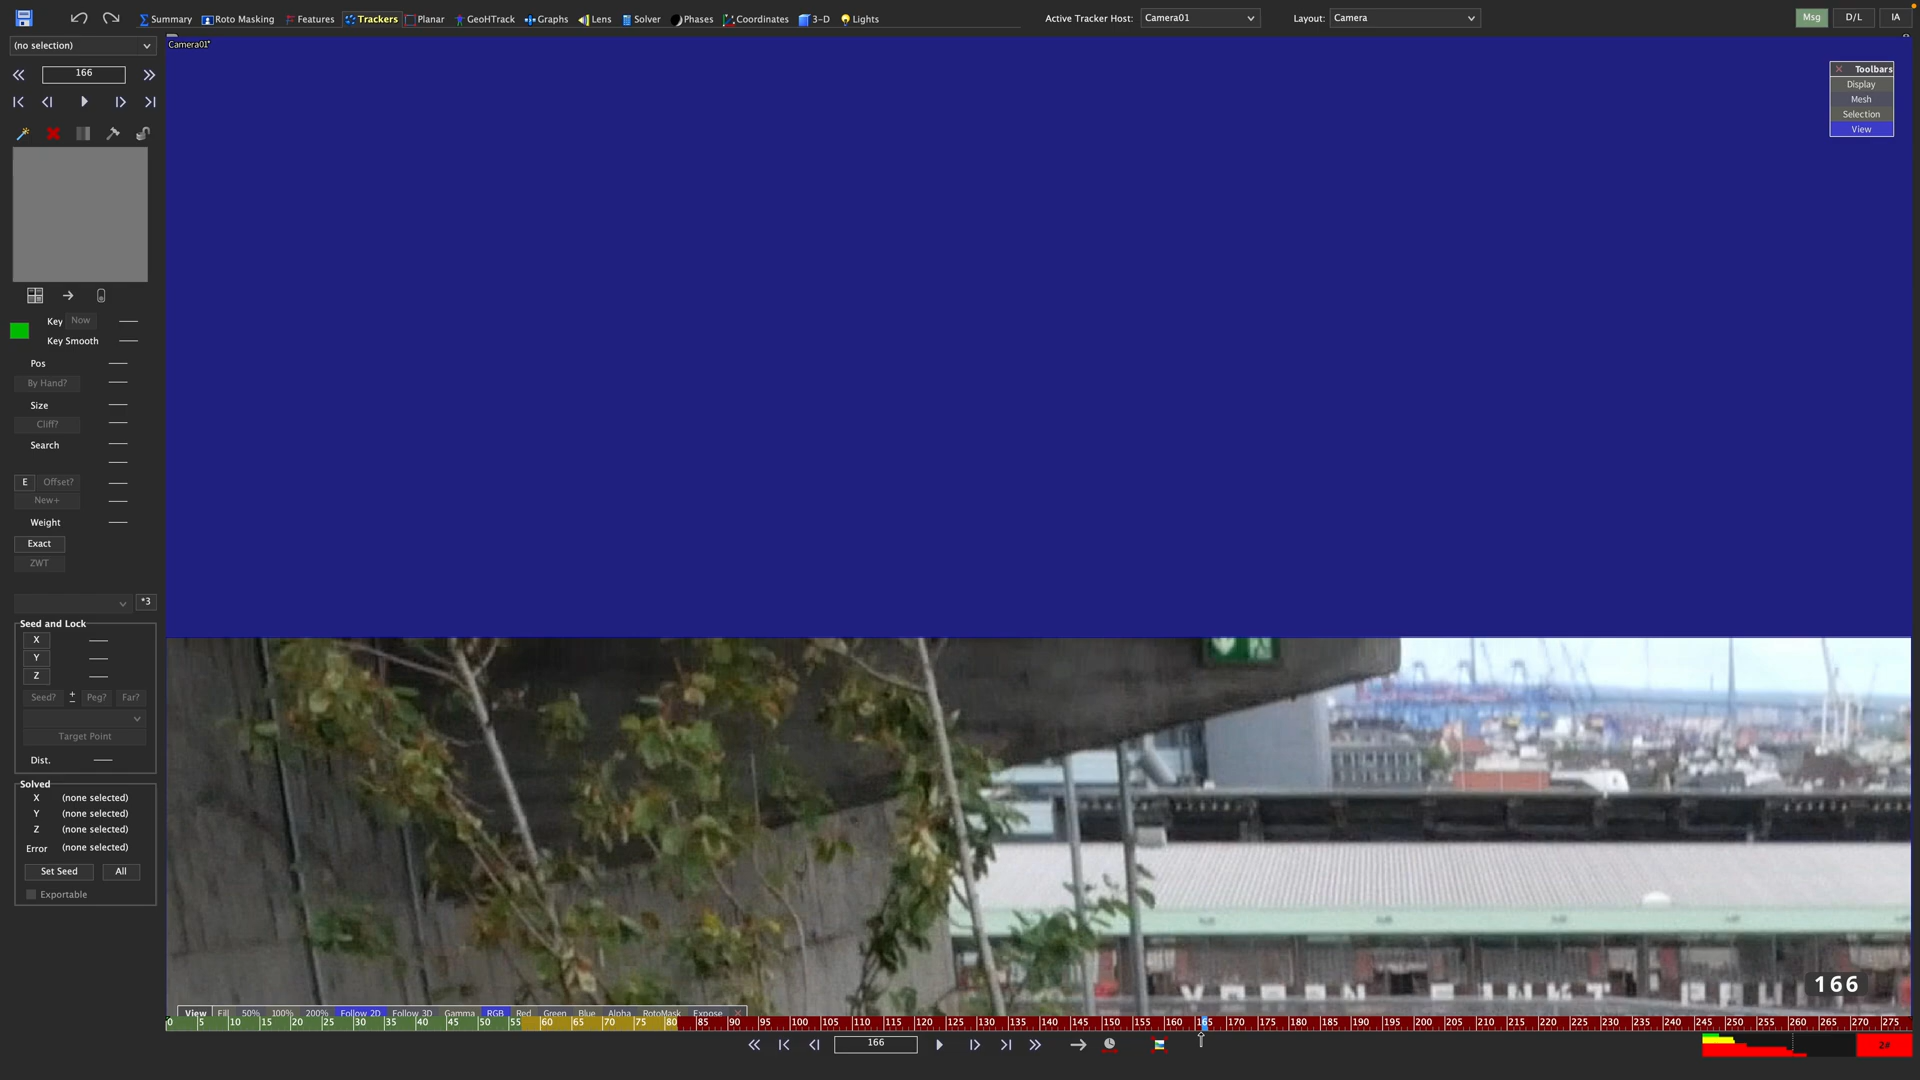 Summary Roto Masking Features Trackers Planar GeoHTrack Graphs Lens Solver Phases Coordinates 3-D Lights Active Tracker Host: Camera01 Layout: Camera Msg D/L IA
(no selection)
Camera01*
166
Toolbars
Display
Mesh
Selection
View
Key Now
Key Smooth
Pos
By Hand?
Size
Cliff?
Search
E Offset?
New+
Weight
Exact
ZWT
*3
Seed and Lock
X
Y
Z
Seed? + - Peg? Far?
Target Point
Dist.
Solved
X (none selected)
Y (none selected)
Z (none selected)
Error (none selected)
Set Seed All
Exportable
166
View Fill 50% 100% 200% Follow 2D Follow 3D Gamma RGB Red Green Blue Alpha RotoMask Expose
0 5 10 15 20 25 30 35 40 45 50 55 60 65 70 75 80 85 90 95 100 105 110 115 120 125 130 135 140 145 150 155 160 165 170 175 180 185 190 195 200 205 210 215 220 225 230 235 240 245 250 255 260 265 270 275
166
2#